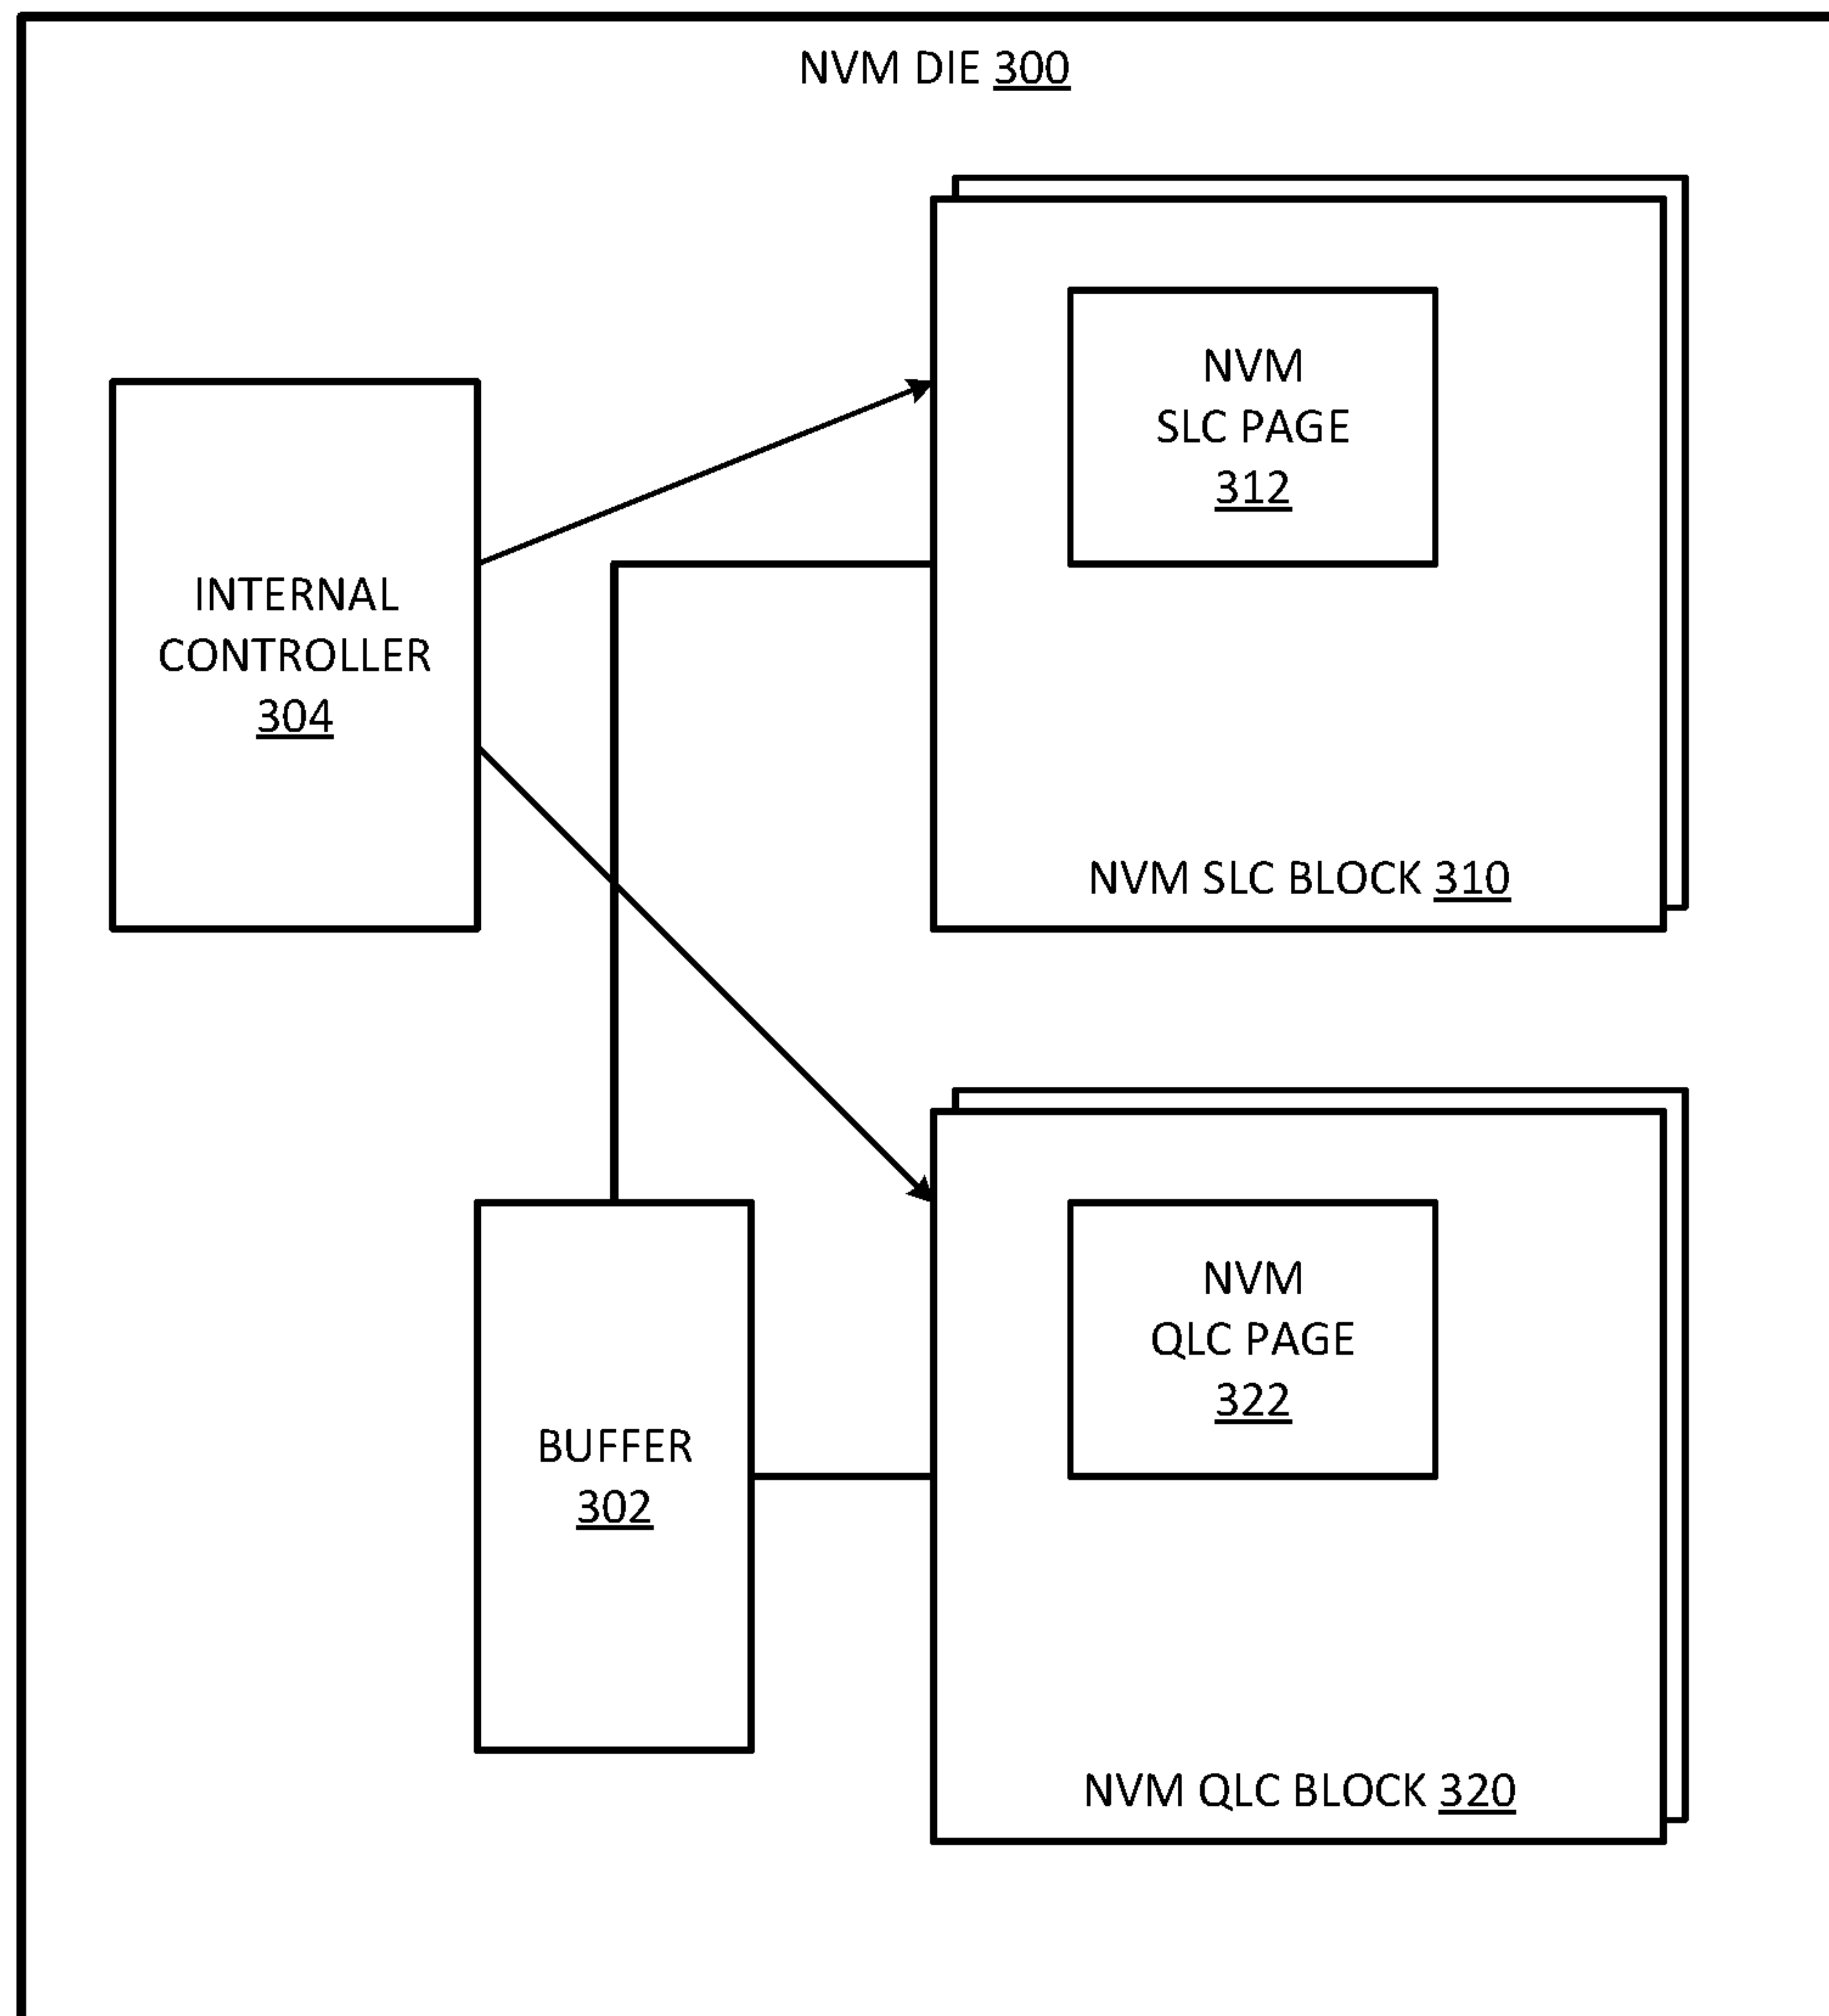 NVM DIE 300
NVM
SLC PAGE
312
INTERNAL
CONTROLLER
304
NVM SLC BLOCK 310
NVM
QLC PAGE
322
BUFFER
302
NVM QLC BLOCK 320